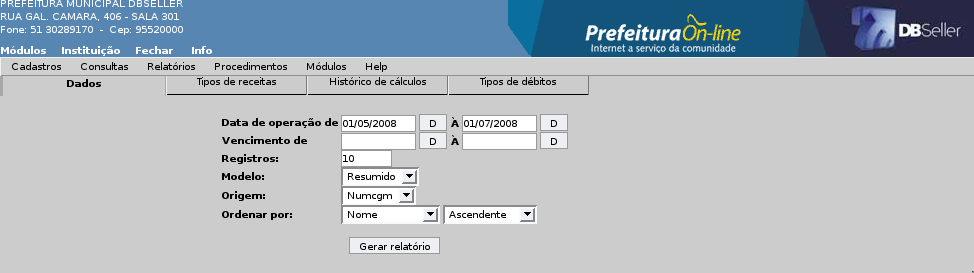 PREFEITURA MUNICIPAL DBSELLER
RUA GAL. CAMARA, 406 - SALA 301
Fone: 51 30289170 - Cep: 95520000
PrefeituraOn-line
Internet a serviço da comunidade
DBSeller
Módulos Instituição Fechar Info
Cadastros Consultas Relatórios Procedimentos Módulos Help
Dados Tipos de receitas Histórico de cálculos Tipos de débitos
Data de operação de 01/05/2008 D À 01/07/2008 D
Vencimento de D À D
Registros: 10
Modelo: Resumido
Origem: Numcgm
Ordenar por: Nome Ascendente
Gerar relatório